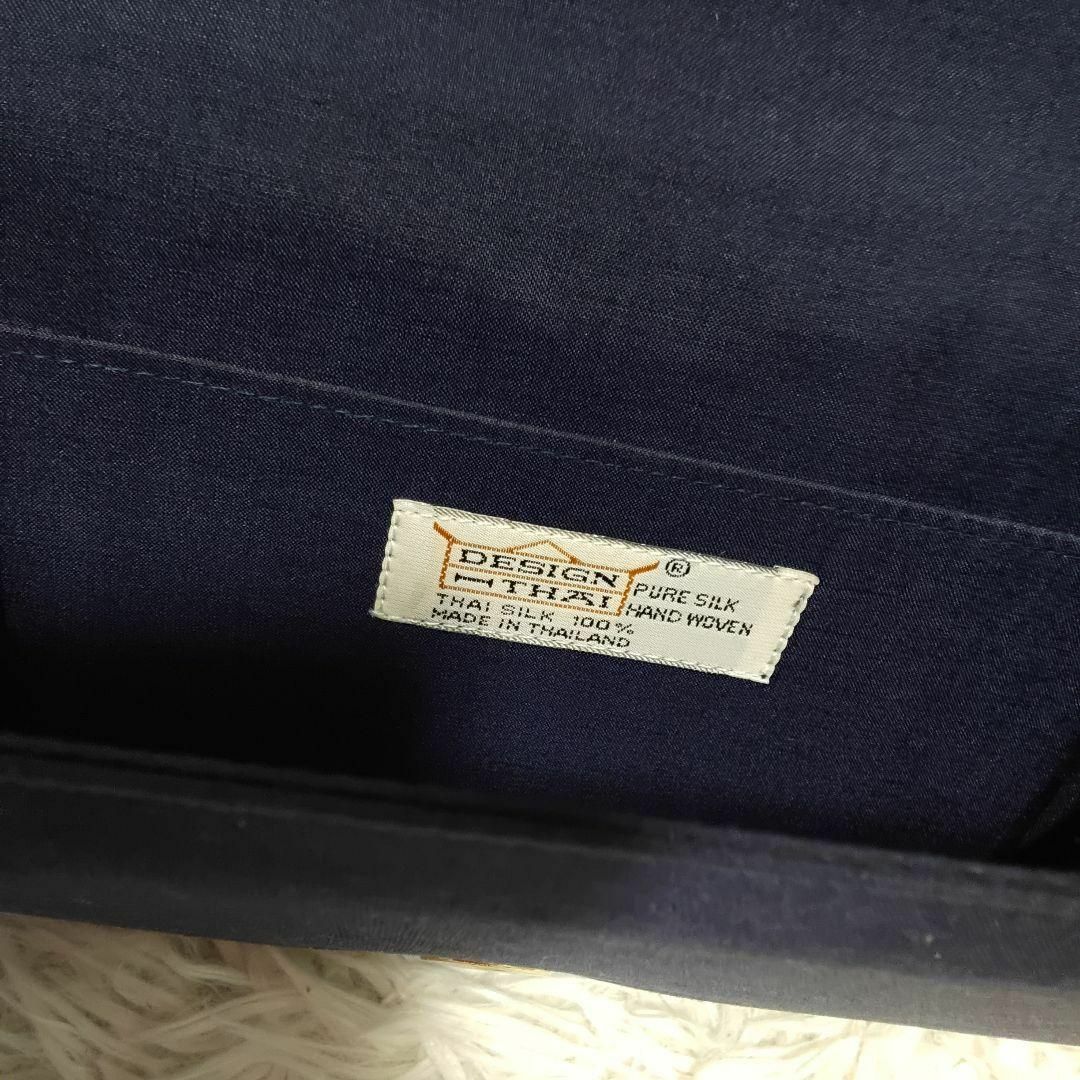 DESIGN
THAI
®
PURE SILK
HAND WOVEN
THAI SILK 100%
MADE IN THAILAND